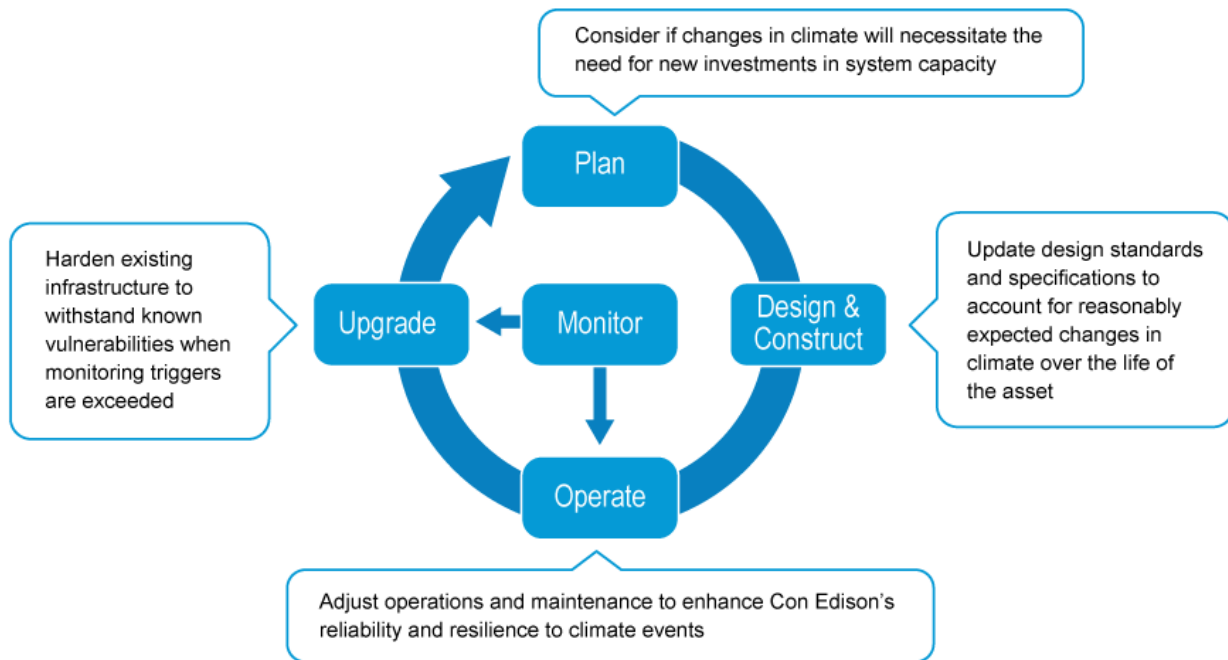 Consider if changes in climate will necessitate the
need for new investments in system capacity
Plan
Harden existing
infrastructure to
withstand known
vulnerabilities when
monitoring triggers
are exceeded
Upgrade
Monitor
Design &
Construct
Update design standards
and specifications to
account for reasonably
expected changes in
climate over the life of
the asset
Operate
Adjust operations and maintenance to enhance Con Edison’s
reliability and resilience to climate events